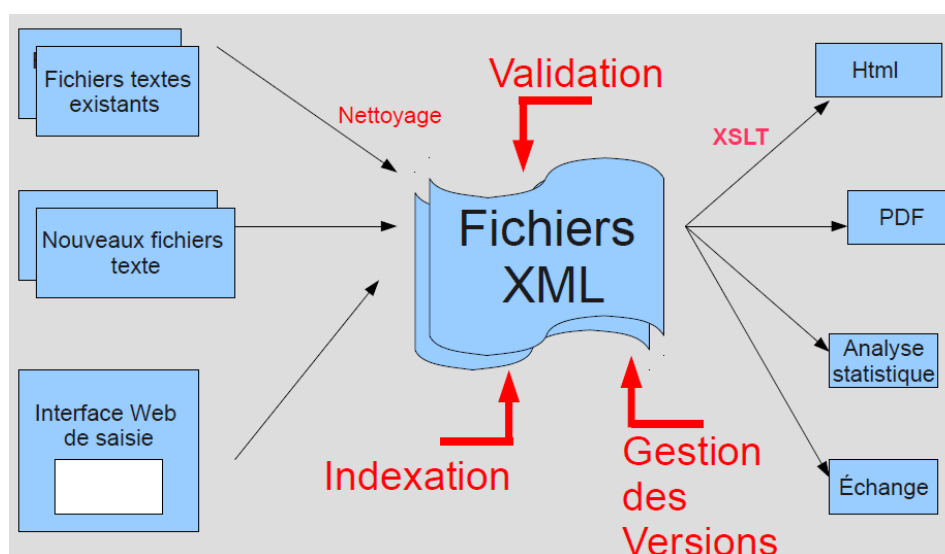 Fichiers textes
existants
Nettoyage
Validation
Html
XSLT
Nouveaux fichiers
texte
Fichiers
XML
PDF
Analyse
statistique
Interface Web
de saisie
Indexation
Gestion
des
Versions
Échange